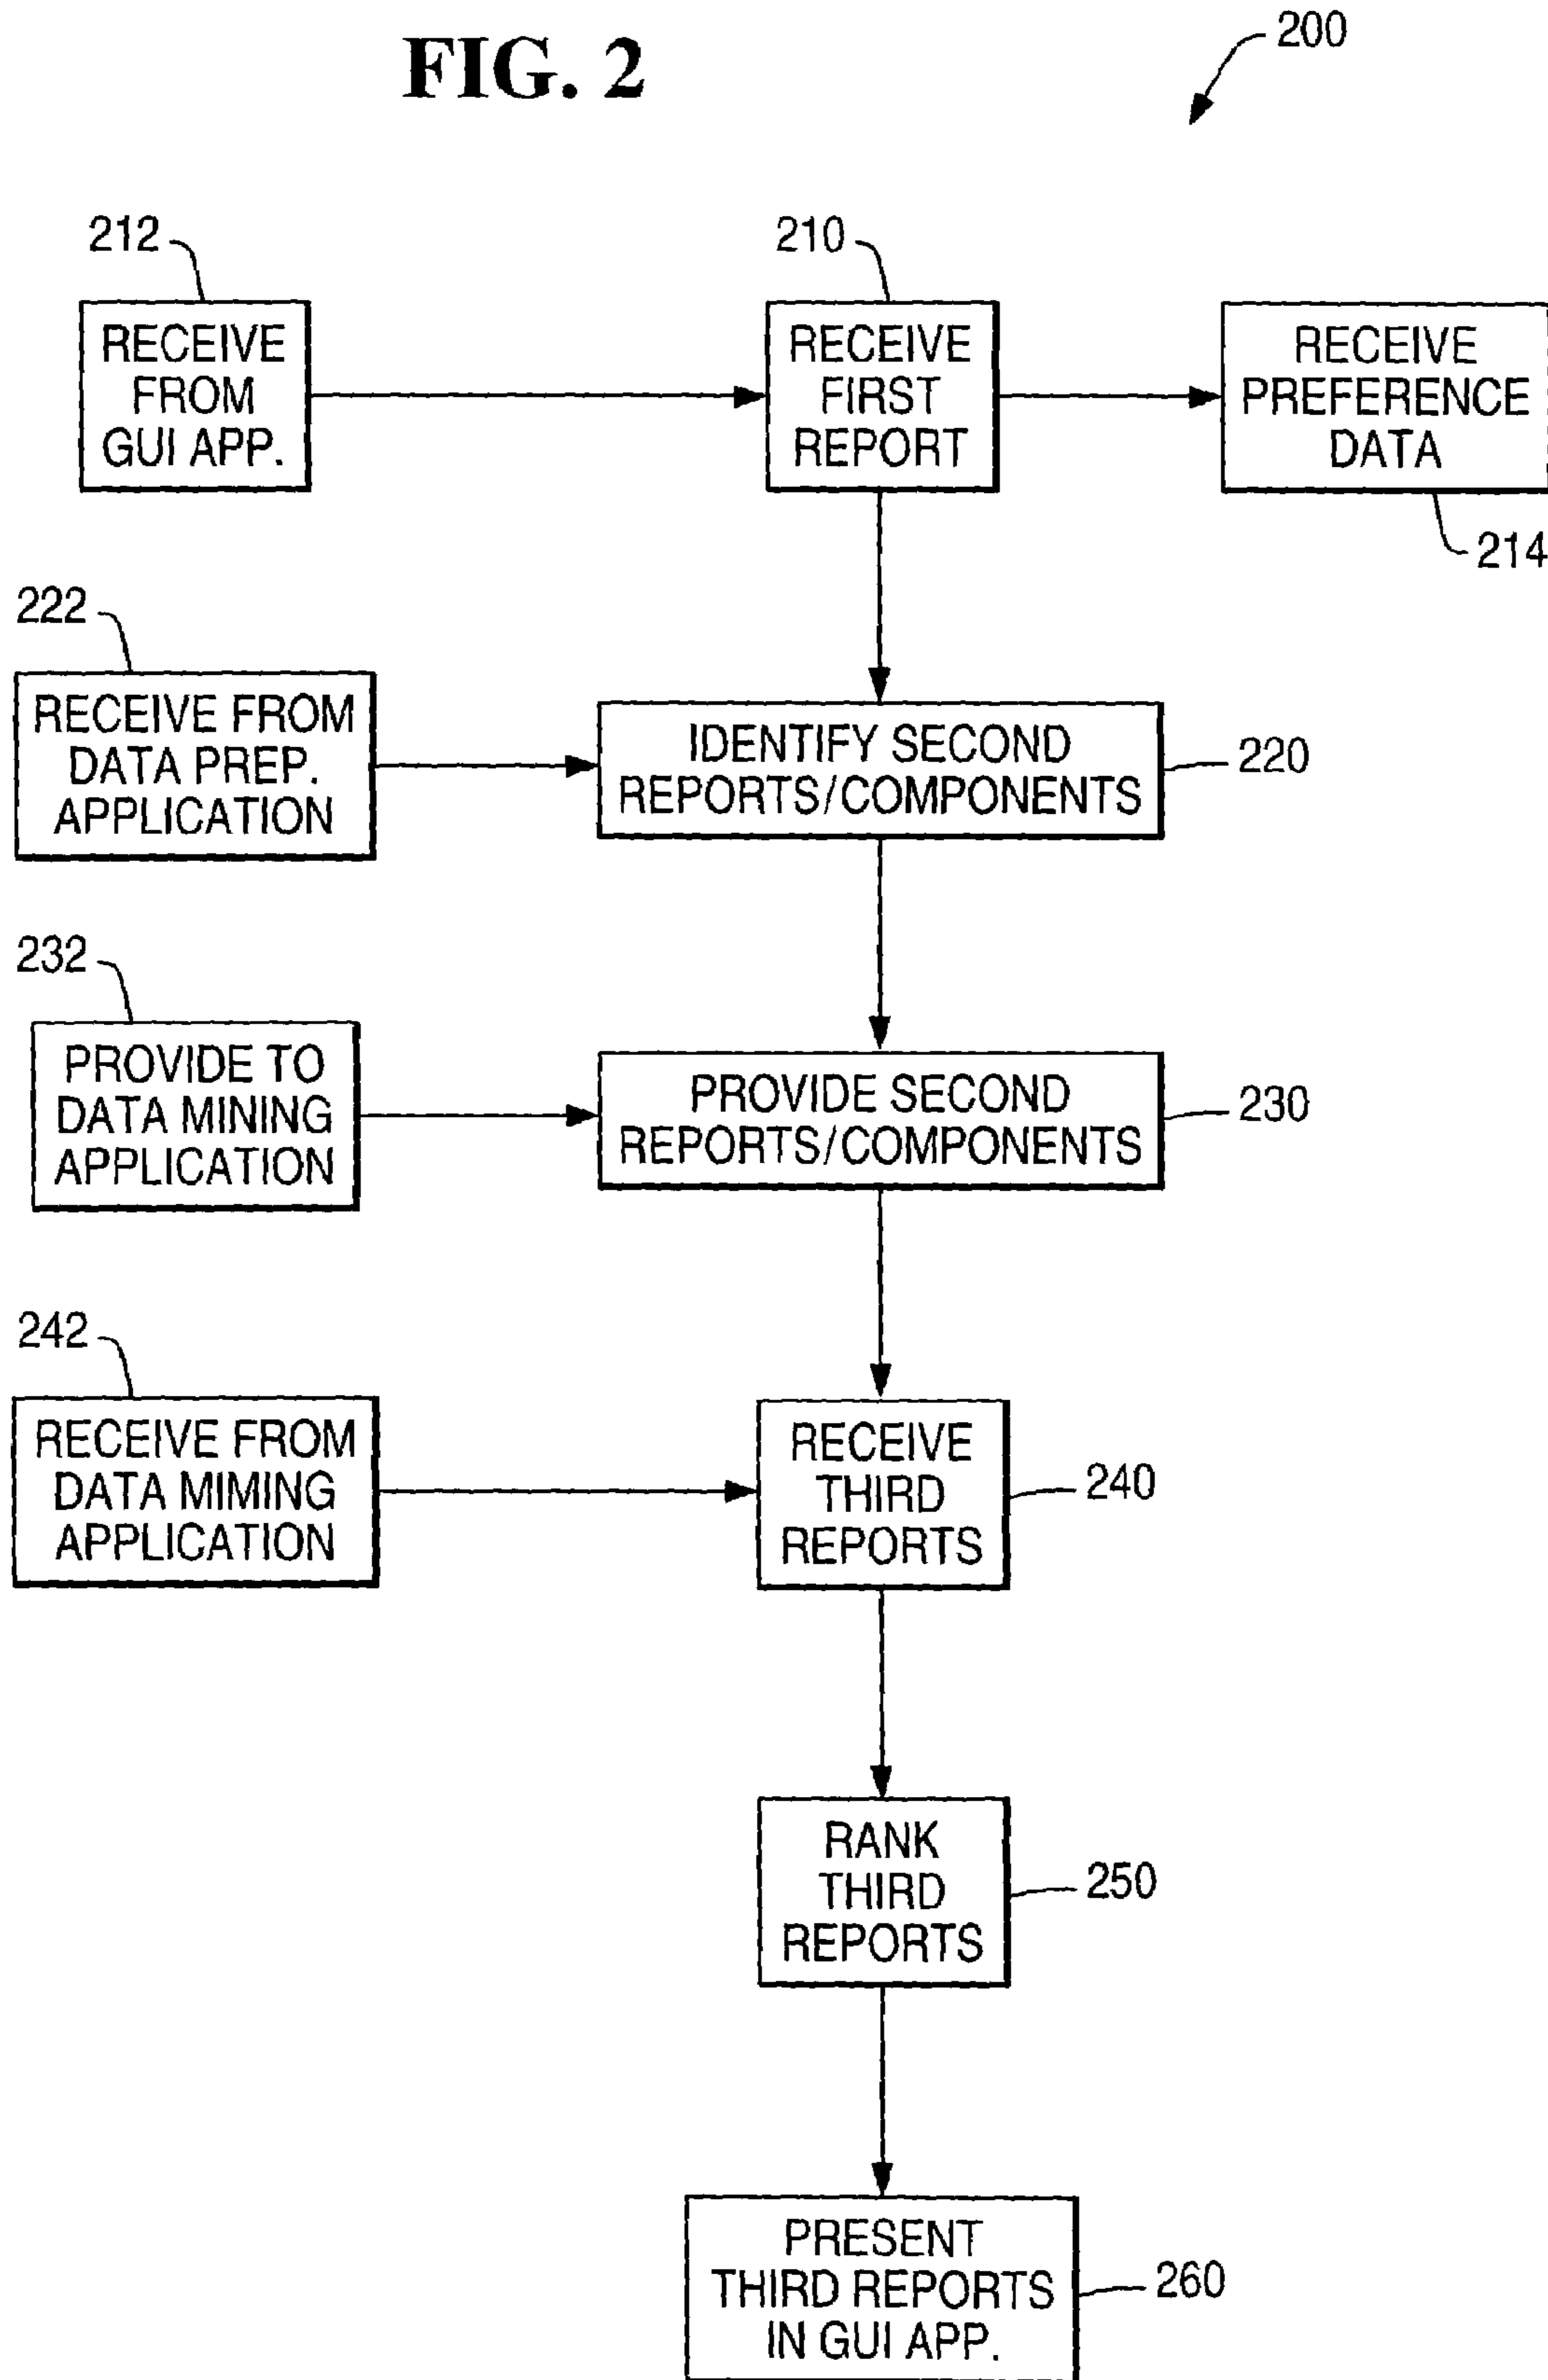 FIG. 2
200
212
210
RECEIVE
FROM
GUI APP.
RECEIVE
FIRST
REPORT
RECEIVE
PREFERENCE
DATA
214
222
RECEIVE FROM
DATA PREP.
APPLICATION
IDENTIFY SECOND
REPORTS/COMPONENTS
220
232
PROVIDE TO
DATA MINING
APPLICATION
PROVIDE SECOND
REPORTS/COMPONENTS
230
242
RECEIVE FROM
DATA MIMING
APPLICATION
RECEIVE
THIRD
REPORTS
240
RANK
THIRD
REPORTS
250
PRESENT
THIRD REPORTS
IN GUI APP.
260